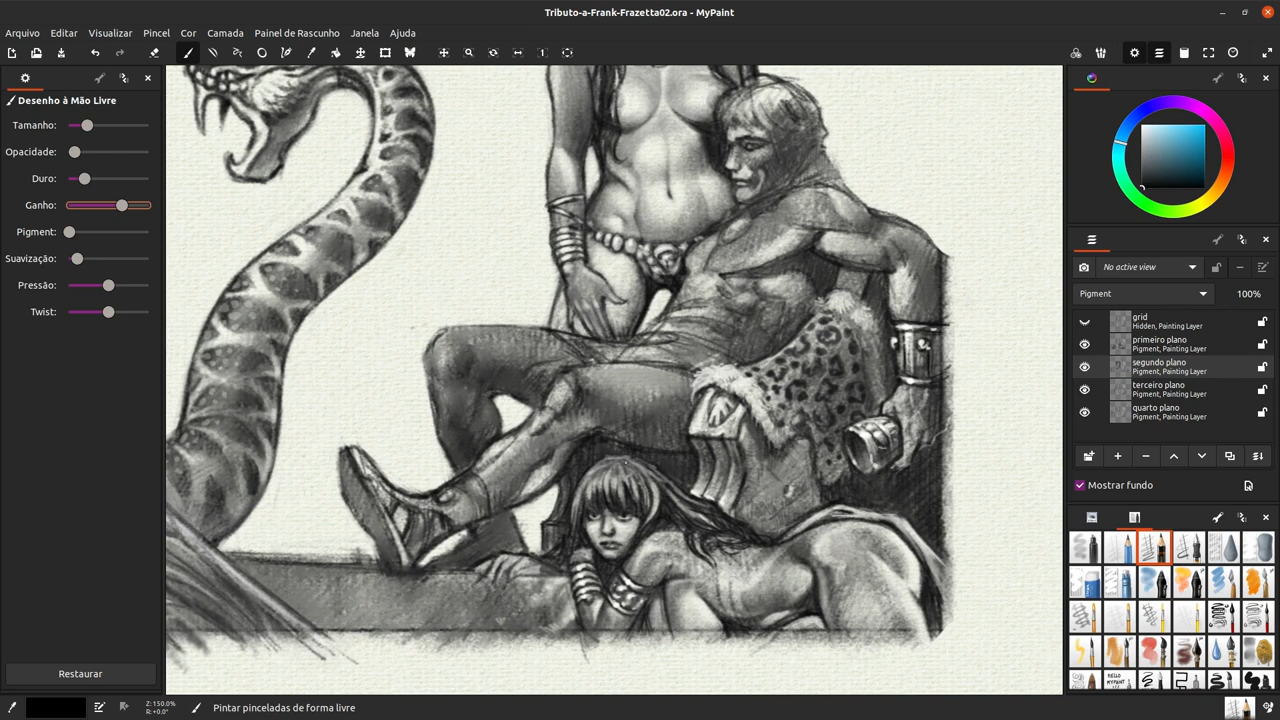 Tributo-a-Frank-Frazetta02.ora - MyPaint
Arquivo Editar Visualizar Pincel Cor Camada Painel de Rascunho Janela Ajuda
Desenho à Mão Livre
Tamanho:
Opacidade:
Duro:
Ganho:
Pigment:
Suavização:
Pressão:
Twist:
Restaurar
No active view
Pigment 100%
grid
Hidden, Painting Layer
primeiro plano
Pigment, Painting Layer
segundo plano
Pigment, Painting Layer
terceiro plano
Pigment, Painting Layer
quarto plano
Pigment, Painting Layer
Mostrar fundo
HELLO
MYPAINT
Z: 150.0%
R: +0.0°
Pintar pinceladas de forma livre